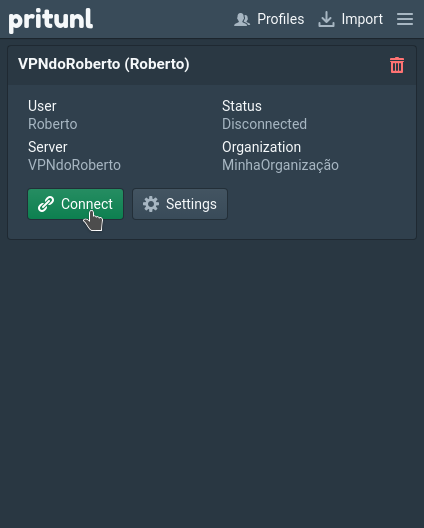 pritunl Profiles Import
VPNdoRoberto (Roberto)
User Status
Roberto Disconnected
Server Organization
VPNdoRoberto MinhaOrganização
Connect Settings